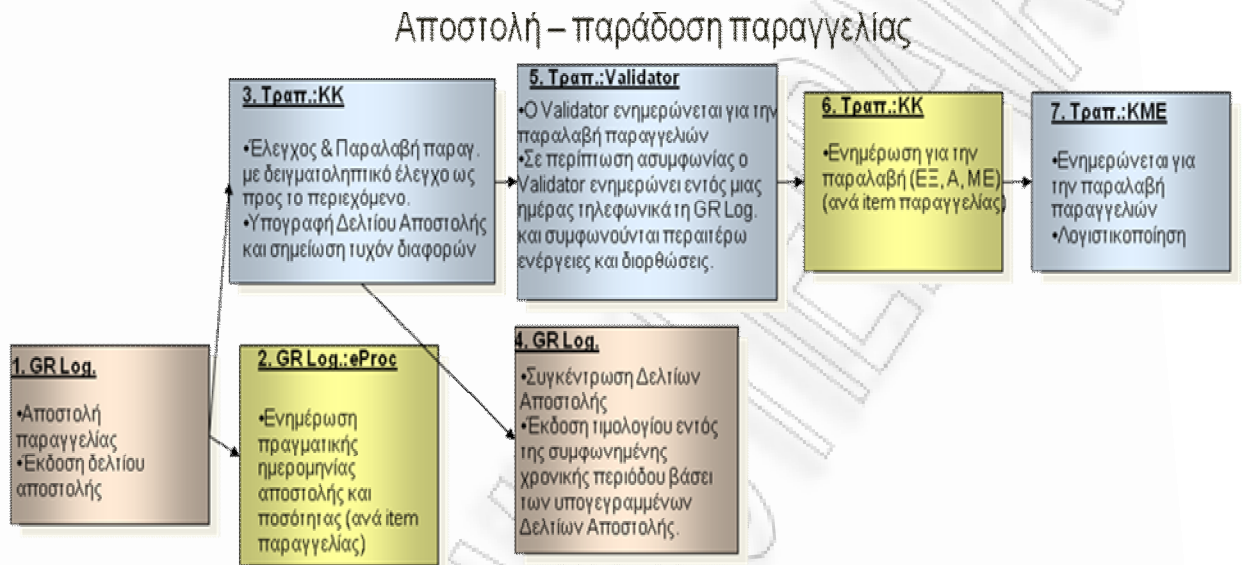 Αποστολή – παράδοση παραγγελίας
1. GR Log.
•Αποστολή
παραγγελίας
•Έκδοση δελτίου
αποστολής
2. GR Log.:eProc
•Ενημέρωση
πραγματικής
ημερομηνίας
αποστολής και
ποσότητας (ανά item
παραγγελίας)
3. Τραπ.:ΚΚ
•Έλεγχος & Παραλαβή παραγ.
με δειγματοληπτικό έλεγχο ως
προς το περιεχόμενο.
•Υπογραφή Δελτίου Αποστολής
και σημείωση τυχόν διαφορών
4. GR Log.
•Συγκέντρωση Δελτίων
Αποστολής
•Έκδοση τιμολογίου εντός
της συμφωνημένης
χρονικής περιόδου βάσει
των υπογεγραμμένων
Δελτίων Αποστολής.
5. Τραπ.:Validator
•Ο Validator ενημερώνεται για την
παραλαβή παραγγελιών
•Σε περίπτωση ασυμφωνίας ο
Validator ενημερώνει εντός μιας
ημέρας τηλεφωνικά τη GR Log.
και συμφωνούνται περαιτέρω
ενέργειες και διορθώσεις.
6. Τραπ.:ΚΚ
•Ενημέρωση για την
παραλαβή (ΕΞ, Α, ΜΕ)
(ανά item παραγγελίας)
7. Τραπ.:ΚΜΕ
•Ενημερώνεται για
την παραλαβή
παραγγελιών
•Λογιστικοποίηση